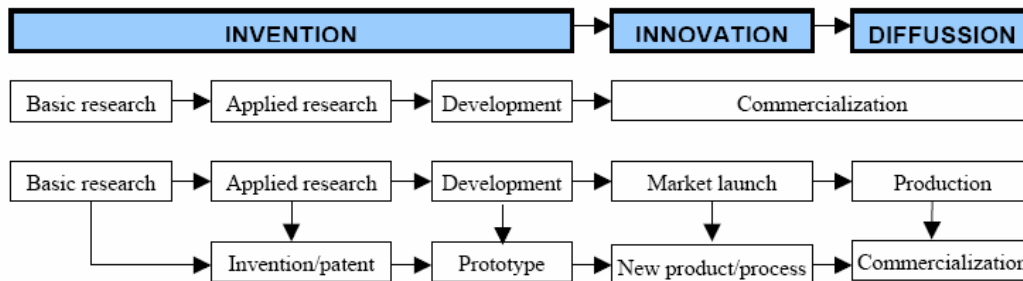 INVENTION INNOVATION DIFFUSSION
Basic research Applied research Development Commercialization
Basic research Applied research Development Market launch Production
Invention/patent Prototype New product/process Commercialization